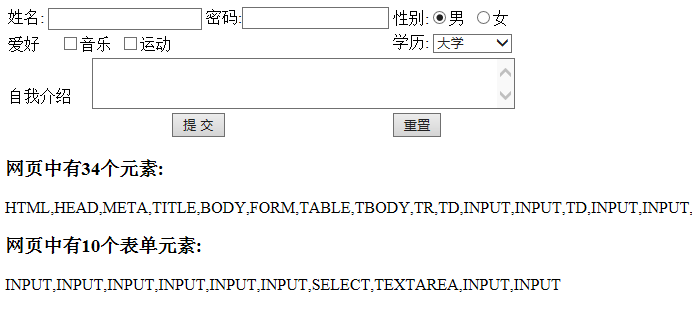 姓名: 密码: 性别: 男 女
爱好 音乐 运动 学历: 大学
自我介绍
提 交 重置
网页中有34个元素:
HTML,HEAD,META,TITLE,BODY,FORM,TABLE,TBODY,TR,TD,INPUT,INPUT,TD,INPUT,INPUT,
网页中有10个表单元素:
INPUT,INPUT,INPUT,INPUT,INPUT,INPUT,SELECT,TEXTAREA,INPUT,INPUT